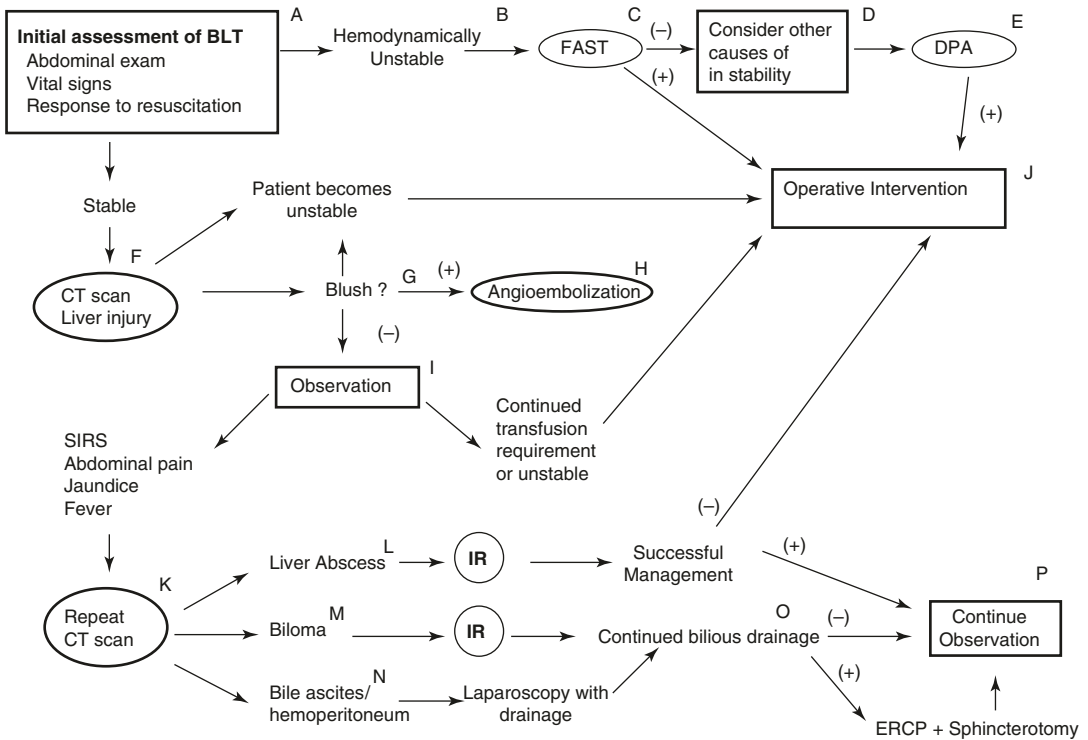 A
B
C
D
E
Initial assessment of BLT
Abdominal exam
Vital signs
Response to resuscitation
Hemodynamically
Unstable
FAST
(–)
(+)
Consider other
causes of
in stability
DPA
(+)
J
Operative Intervention
Stable
Patient becomes
unstable
F
CT scan
Liver injury
Blush ?
G
(+)
H
Angioembolization
(–)
I
Observation
Continued
transfusion
requirement
or unstable
SIRS
Abdominal pain
Jaundice
Fever
K
Repeat
CT scan
Liver Abscess
L
IR
Successful
Management
(–)
(+)
P
Continue
Observation
Biloma
M
IR
O
Continued bilious drainage
(–)
(+)
N
Bile ascites/
hemoperitoneum
Laparoscopy with
drainage
ERCP + Sphincterotomy